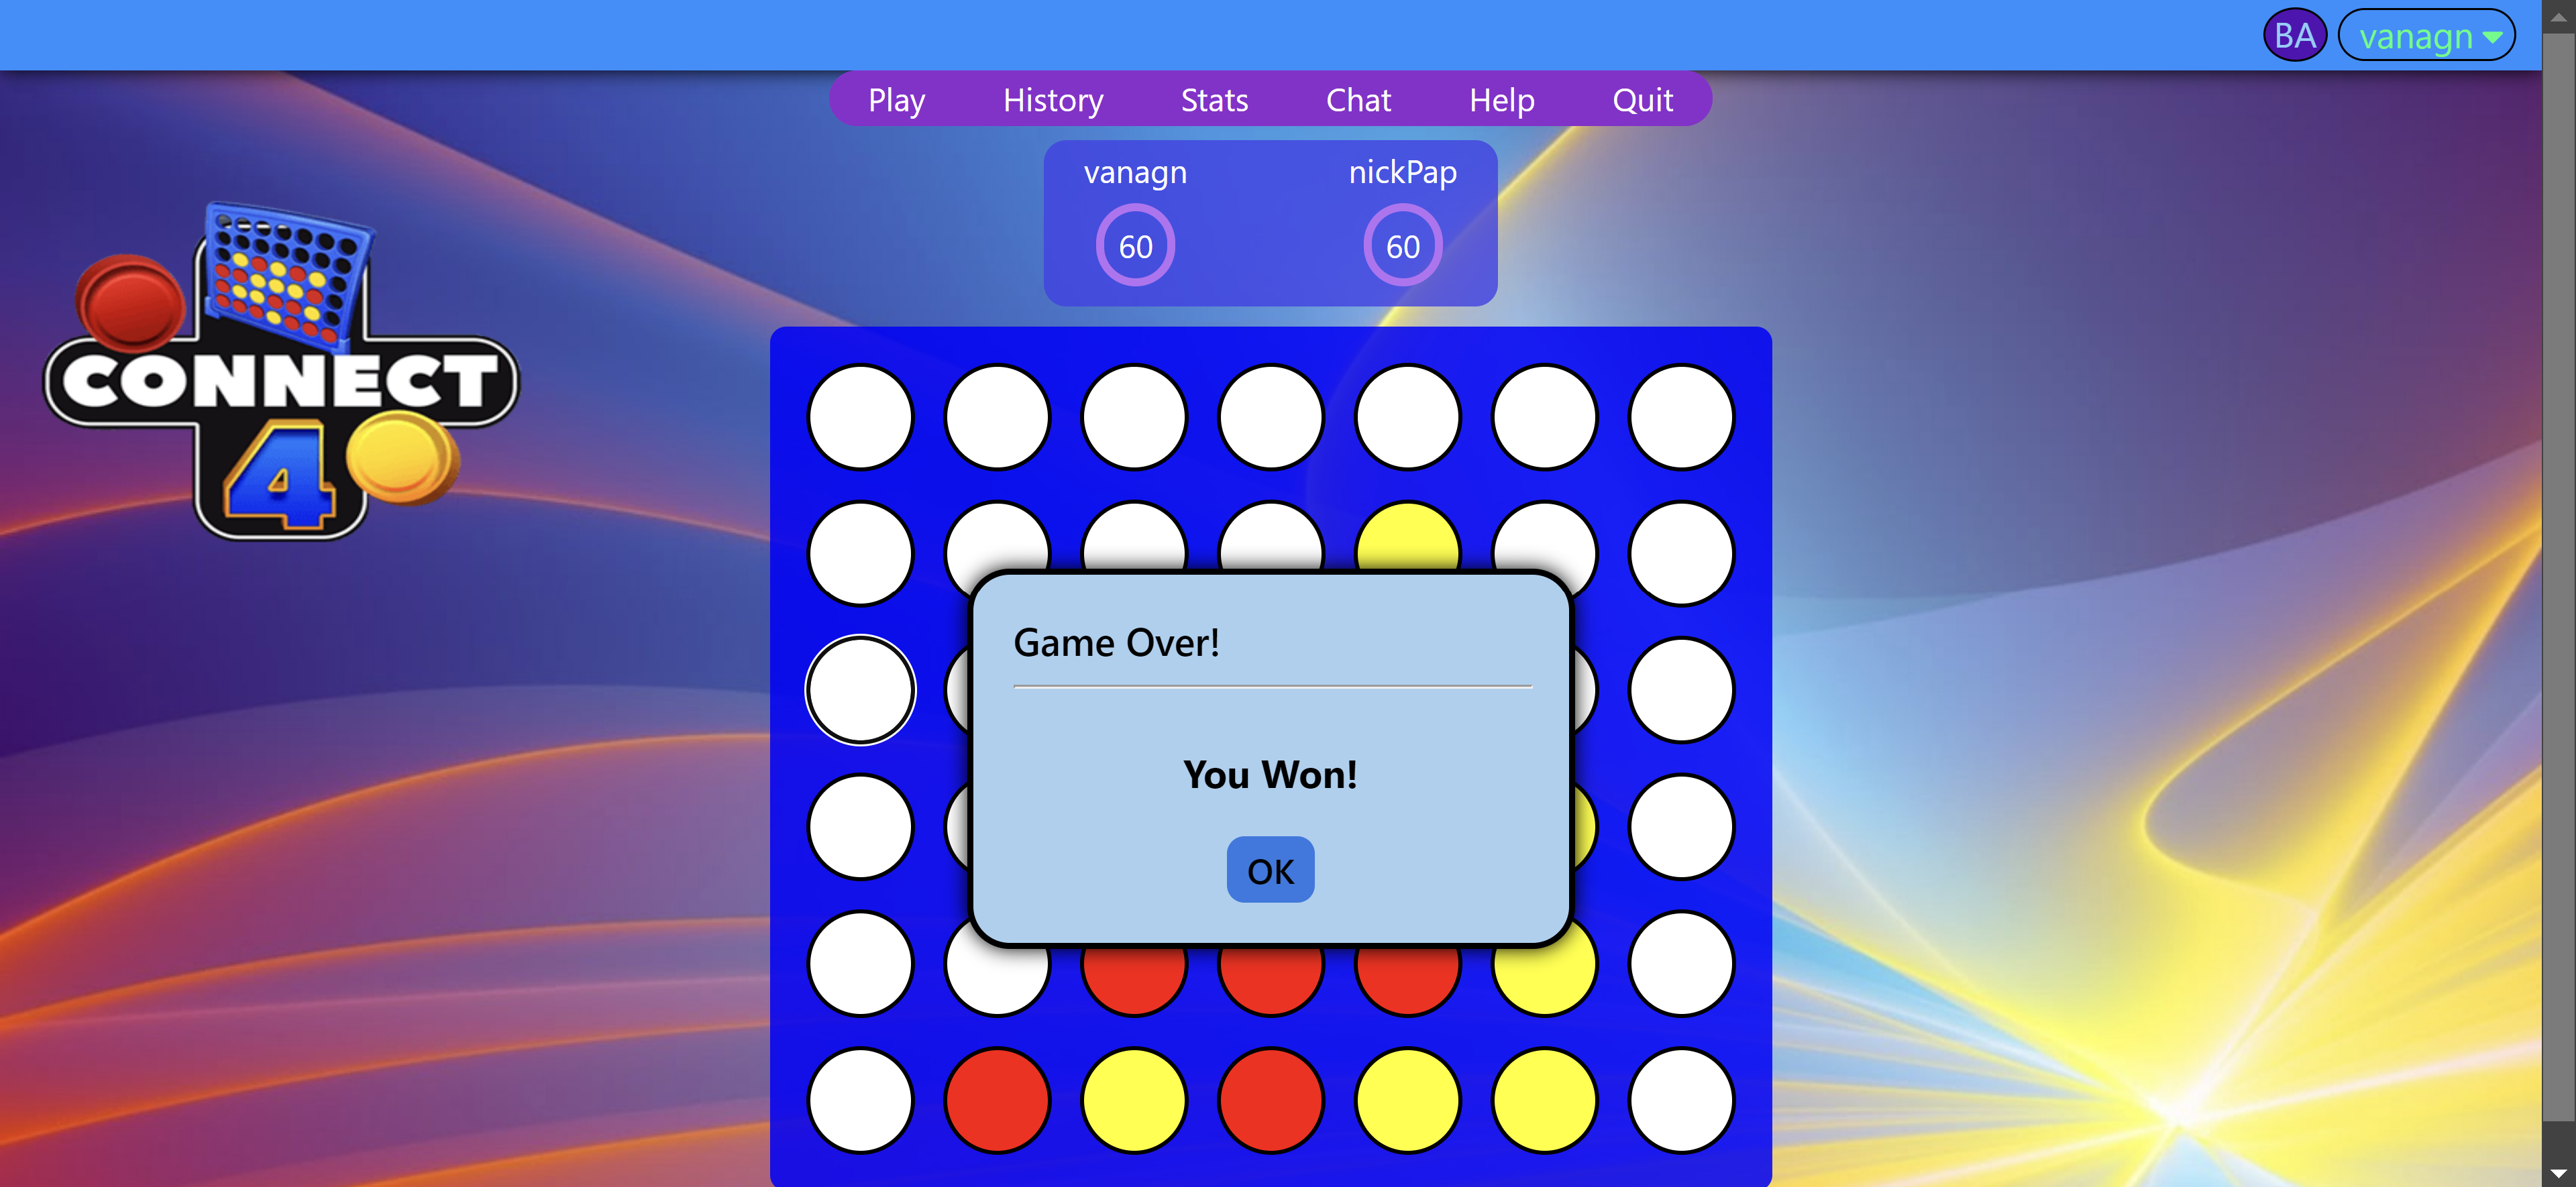 BA vanagn
Play History Stats Chat Help Quit
vanagn nickPap
60 60
CONNECT
4
Game Over!
You Won!
OK